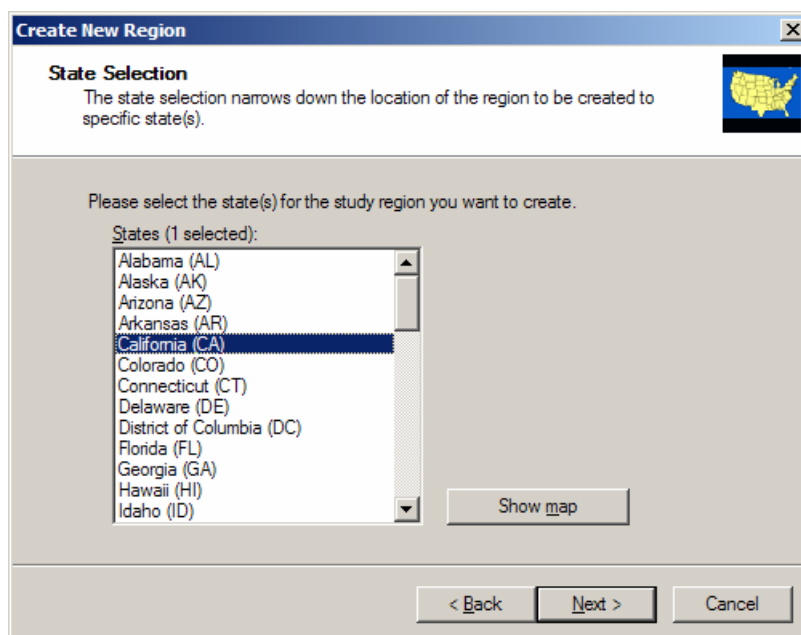 Create New Region
State Selection
The state selection narrows down the location of the region to be created to
specific state(s).
Please select the state(s) for the study region you want to create.
States (1 selected):
Alabama (AL)
Alaska (AK)
Arizona (AZ)
Arkansas (AR)
California (CA)
Colorado (CO)
Connecticut (CT)
Delaware (DE)
District of Columbia (DC)
Florida (FL)
Georgia (GA)
Hawaii (HI)
Idaho (ID)
Show map
< Back
Next >
Cancel